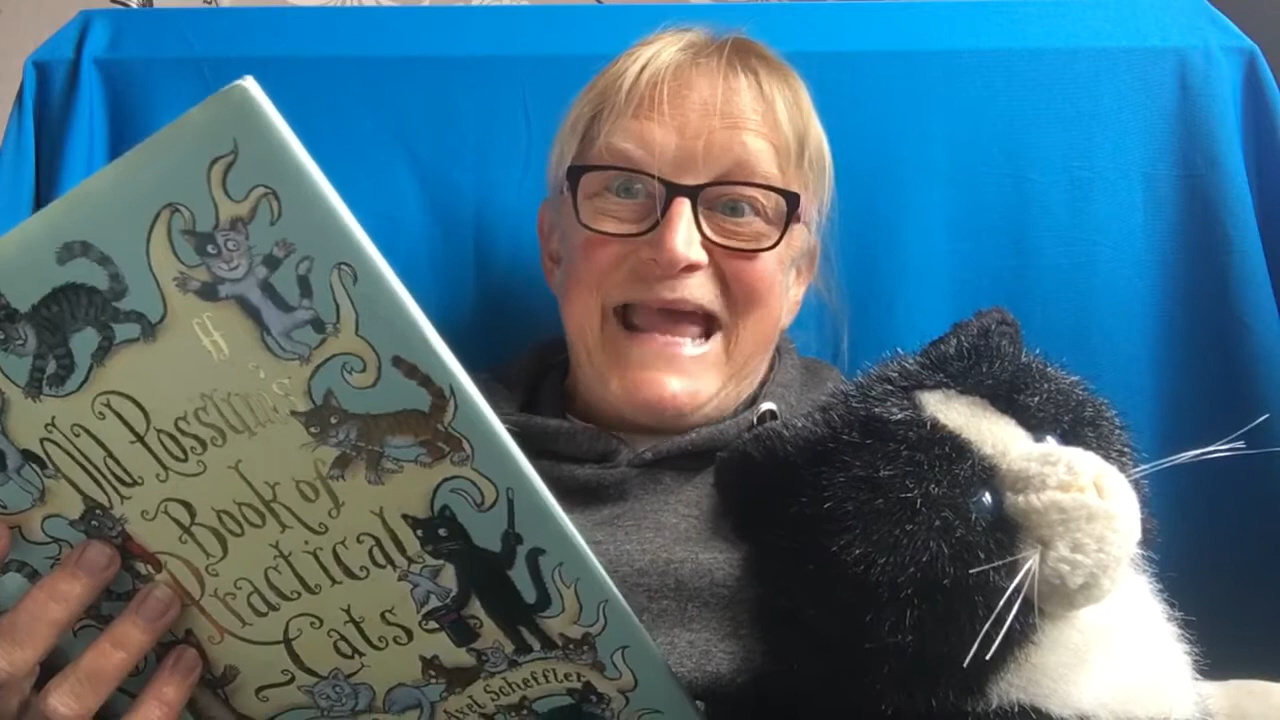 ff
Old Possum's
Book of
Practical
Cats
Axel Scheffler